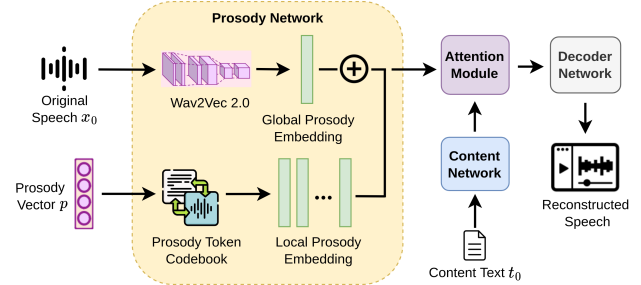 Prosody Network
Original
Speech x₀
Wav2Vec 2.0
Global Prosody
Embedding
Prosody
Vector p
Prosody Token
Codebook
...
Local Prosody
Embedding
Attention
Module
Decoder
Network
Content
Network
Content Text t₀
Reconstructed
Speech